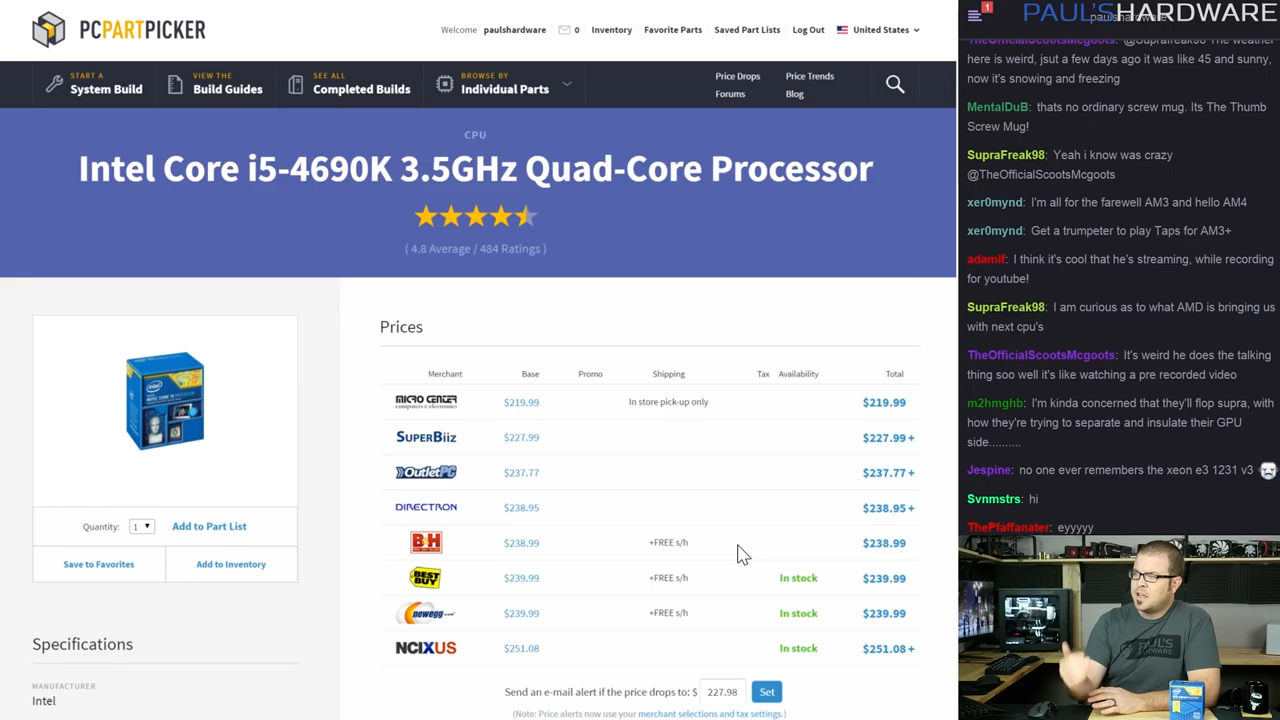 PCPARTPICKER
Welcome paulshardware 0 Inventory Favorite Parts Saved Part Lists Log Out United States
START A
System Build
VIEW THE
Build Guides
SEE ALL
Completed Builds
BROWSE BY
Individual Parts
Price Drops Price Trends
Forums Blog
CPU
Intel Core i5-4690K 3.5GHz Quad-Core Processor
( 4.8 Average / 484 Ratings )
Quantity: 1 Add to Part List
Save to Favorites Add to Inventory
Specifications
MANUFACTURER
Intel
Prices
Merchant Base Promo Shipping Tax Availability Total
MICRO CENTER computers & electronics $219.99 In store pick-up only $219.99
SUPERBIIZ $227.99 $227.99 +
OutletPC $237.77 $237.77 +
DIRECTRON $238.95 $238.95 +
B&H $238.99 +FREE s/h $238.99
BEST BUY $239.99 +FREE s/h In stock $239.99
newegg.com $239.99 +FREE s/h In stock $239.99
NCIXUS $251.08 In stock $251.08 +
Send an e-mail alert if the price drops to: $ 227.98 Set
(Note: Price alerts now use your merchant selections and tax settings.)
1
PAUL'SHARDWARE
paulshardware
TheOfficialScootsMcgoots: @SupraFreak98 The weather
here is weird, jsut a few days ago it was like 45 and sunny,
now it's snowing and freezing
MentalDuB: thats no ordinary screw mug. Its The Thumb
Screw Mug!
SupraFreak98: Yeah i know was crazy
@TheOfficialScootsMcgoots
xer0mynd: I'm all for the farewell AM3 and hello AM4
xer0mynd: Get a trumpeter to play Taps for AM3+
adamlf: I think it's cool that he's streaming, while recording
for youtube!
SupraFreak98: I am curious as to what AMD is bringing us
with next cpu's
TheOfficialScootsMcgoots: It's weird he does the talking
thing soo well it's like watching a pre recorded video
m2hmghb: I'm kinda concerned that they'll flop supra, with
how they're trying to separate and insulate their GPU
side..........
Jespine: no one ever remembers the xeon e3 1231 v3
Svnmstrs: hi
ThePfaffanater: eyyyyy
PAUL'S
HARDWARE